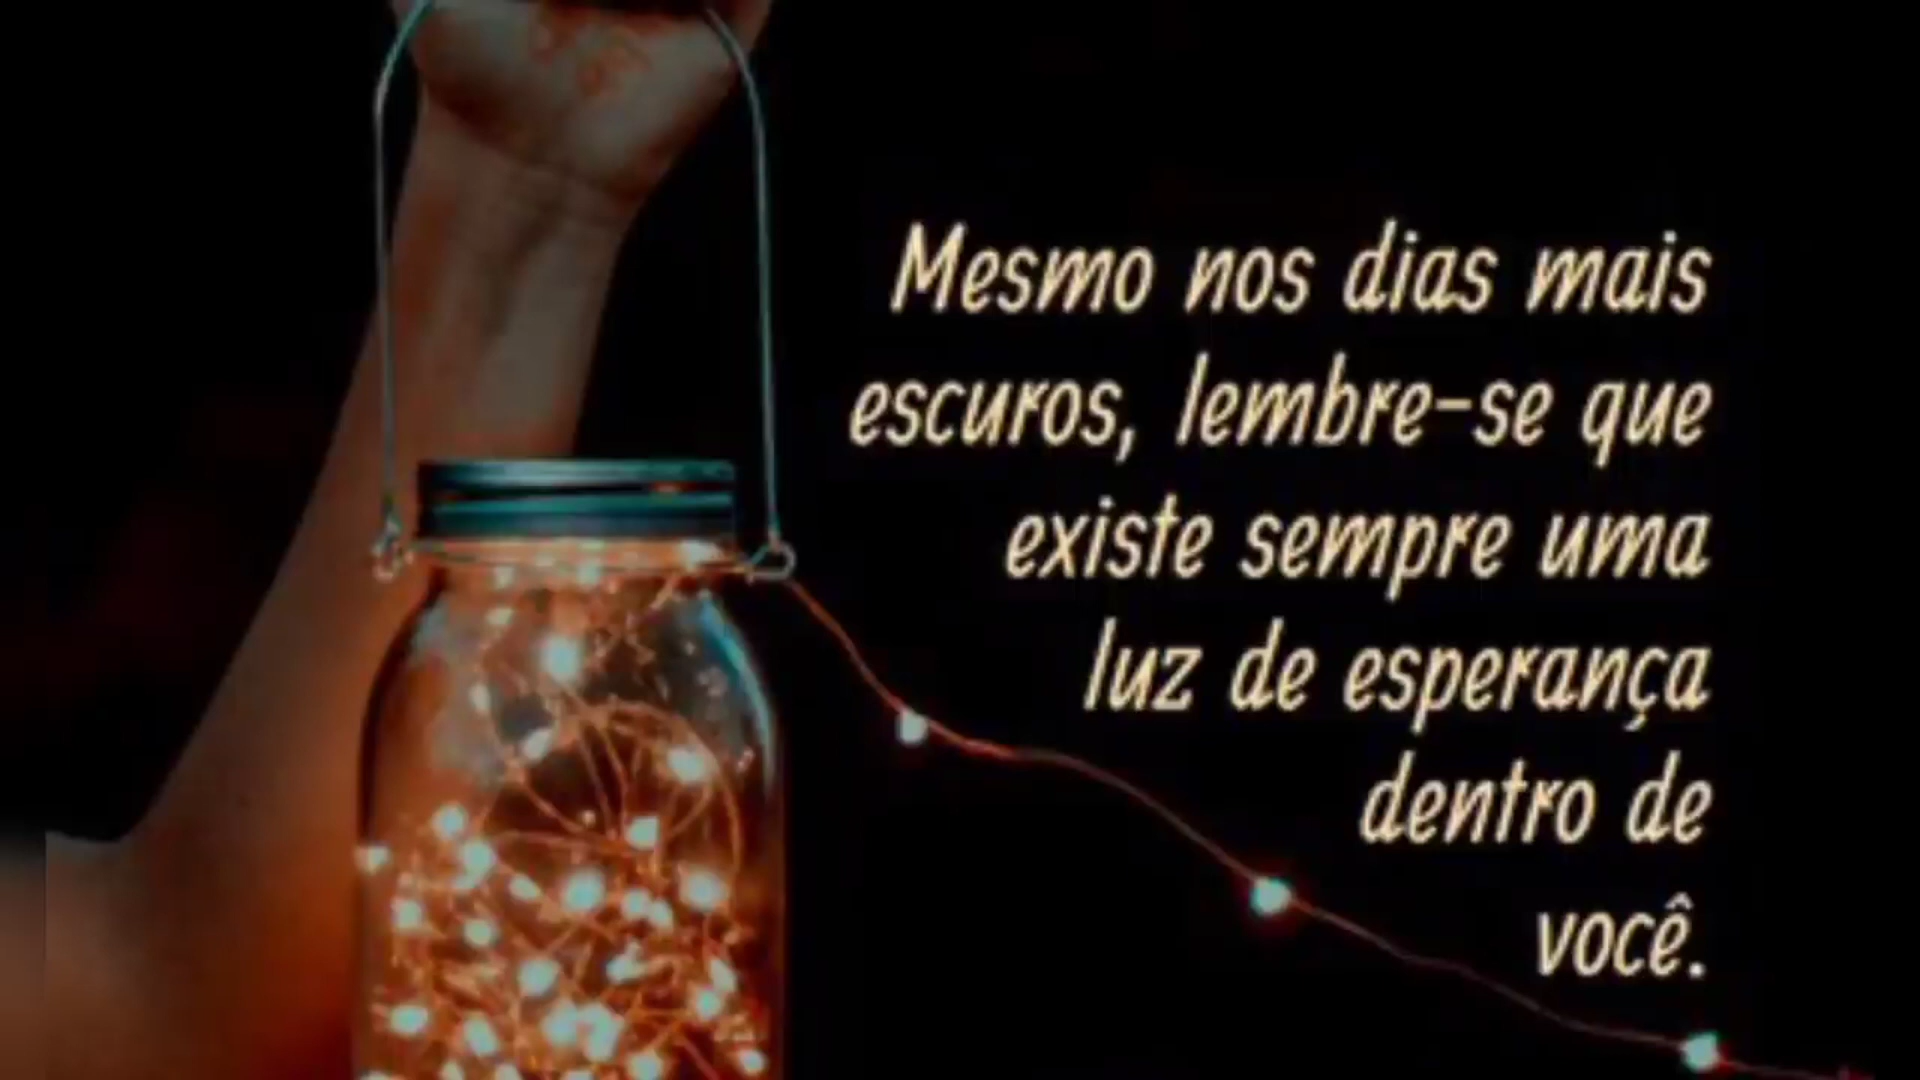 Mesmo nos dias mais
escuros, lembre-se que
existe sempre uma
luz de esperança
dentro de
você.